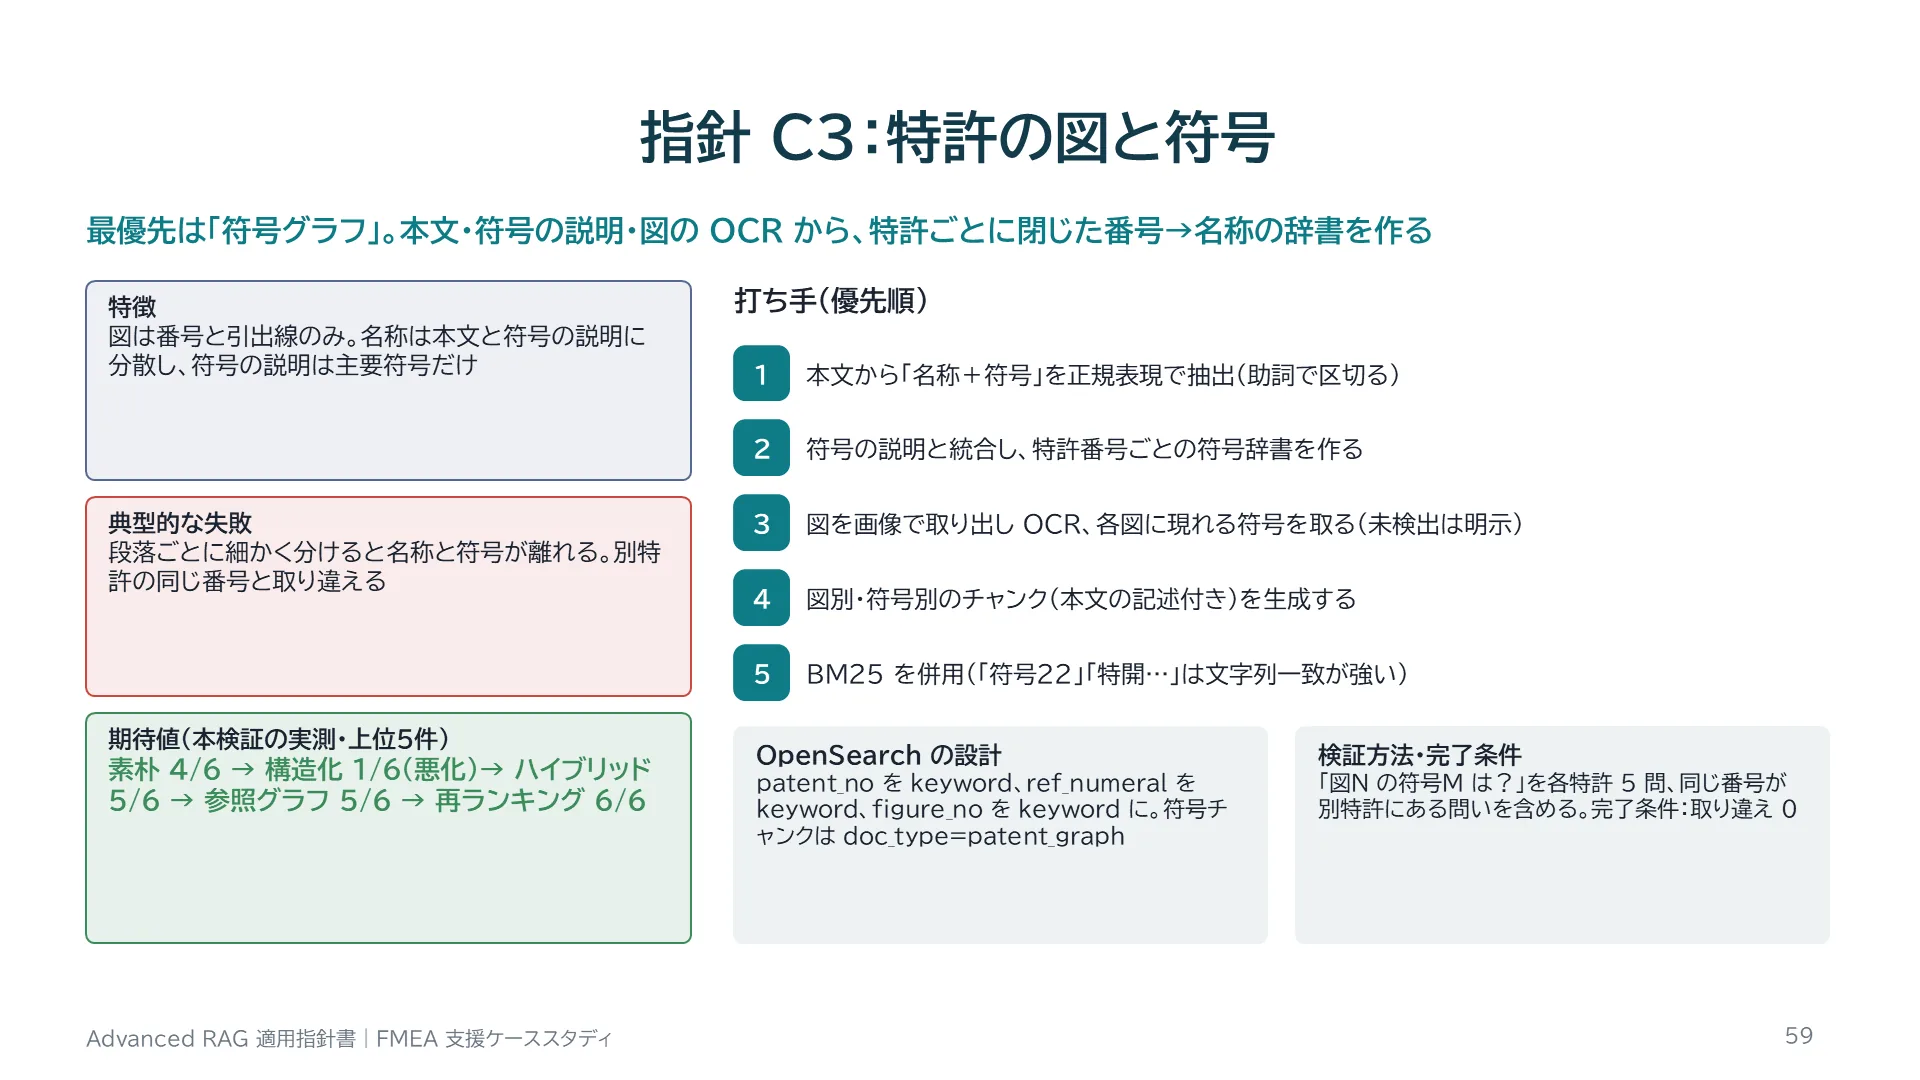 指針 C3:特許の図と符号
最優先は「符号グラフ」。本文・符号の説明・図の OCR から、特許ごとに閉じた番号→名称の辞書を作る
特徴
図は番号と引出線のみ。名称は本文と符号の説明に
分散し、符号の説明は主要符号だけ
典型的な失敗
段落ごとに細かく分けると名称と符号が離れる。別特
許の同じ番号と取り違える
期待値(本検証の実測・上位5件)
素朴 4/6 → 構造化 1/6(悪化)→ ハイブリッド
5/6 → 参照グラフ 5/6 → 再ランキング 6/6
打ち手(優先順)
1 本文から「名称+符号」を正規表現で抽出(助詞で区切る)
2 符号の説明と統合し、特許番号ごとの符号辞書を作る
3 図を画像で取り出し OCR、各図に現れる符号を取る(未検出は明示)
4 図別・符号別のチャンク(本文の記述付き)を生成する
5 BM25 を併用(「符号22」「特開…」は文字列一致が強い)
OpenSearch の設計
patent_no を keyword、ref_numeral を
keyword、figure_no を keyword に。符号チ
ャンクは doc_type=patent_graph
検証方法・完了条件
「図N の符号M は?」を各特許 5 問、同じ番号が
別特許にある問いを含める。完了条件:取り違え 0
Advanced RAG 適用指針書|FMEA 支援ケーススタディ
59